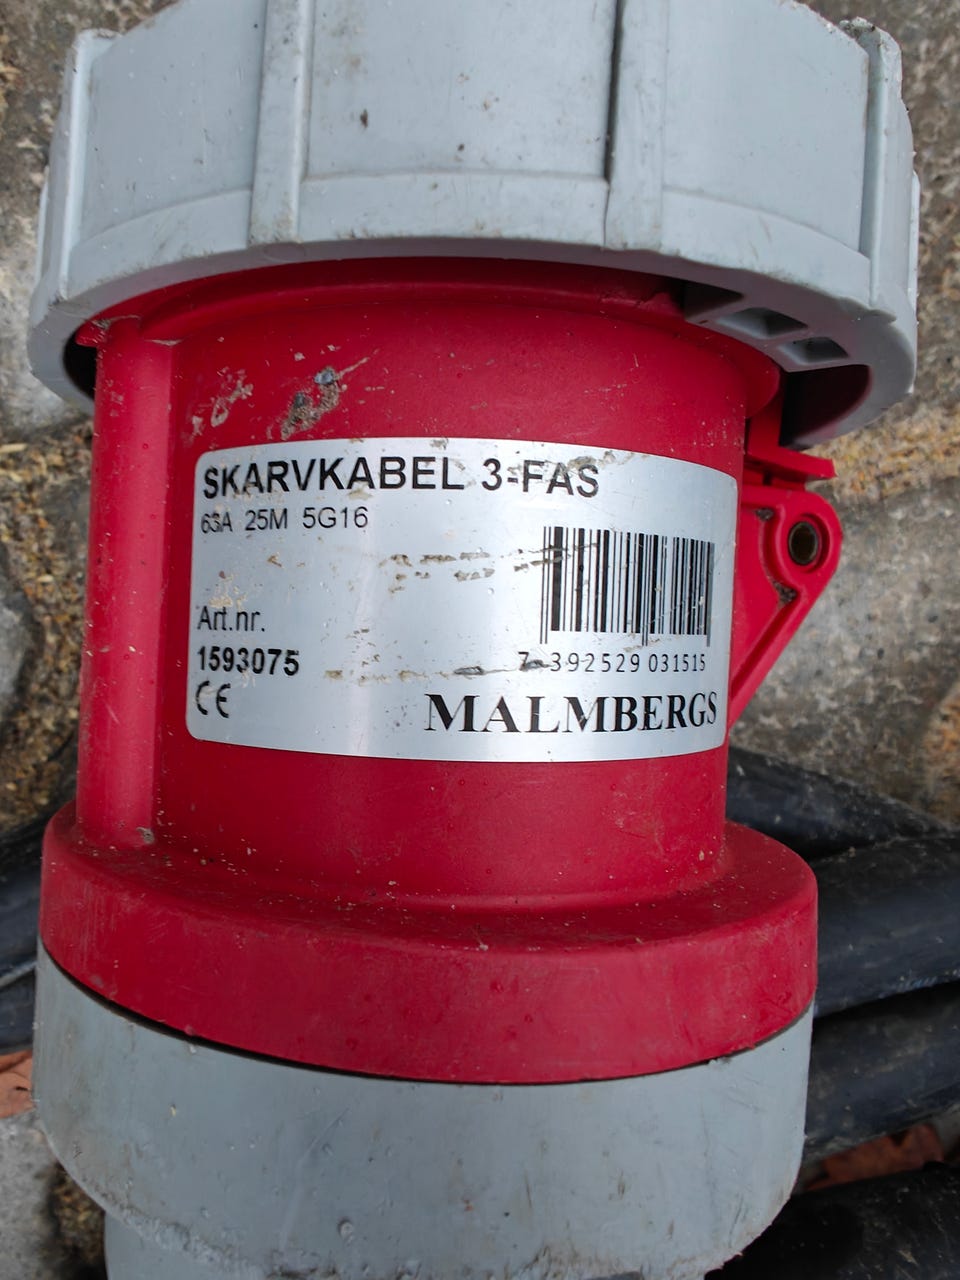 SKARVKABEL 3-FAS
63A 25M 5G16
Art.nr.
1593075
CE
7 392529 031515
MALMBERGS